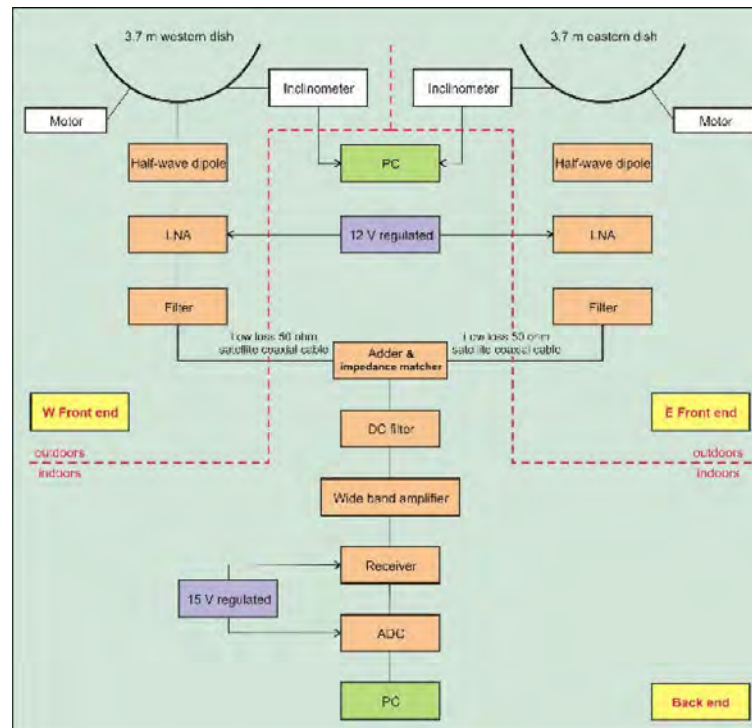 3.7 m western dish
3.7 m eastern dish
Inclinometer
Inclinometer
Motor
Motor
Half-wave dipole
PC
Half-wave dipole
LNA
12 V regulated
LNA
Filter
Filter
Low loss 50 ohm
satellite coaxial cable
Low loss 50 ohm
satellite coaxial cable
Adder &
impedance matcher
W Front end
DC filter
E Front end
outdoors
outdoors
indoors
indoors
Wide band amplifier
Receiver
15 V regulated
ADC
PC
Back end